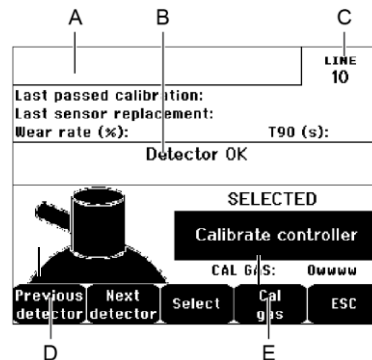 A B C
LINE
10
Last passed calibration:
Last sensor replacement:
Wear rate (%): T90 (s):
Detector OK
SELECTED
Calibrate controller
CAL GAS: 0wwww
Previous detector
Next detector
Select
Cal gas
ESC
D E